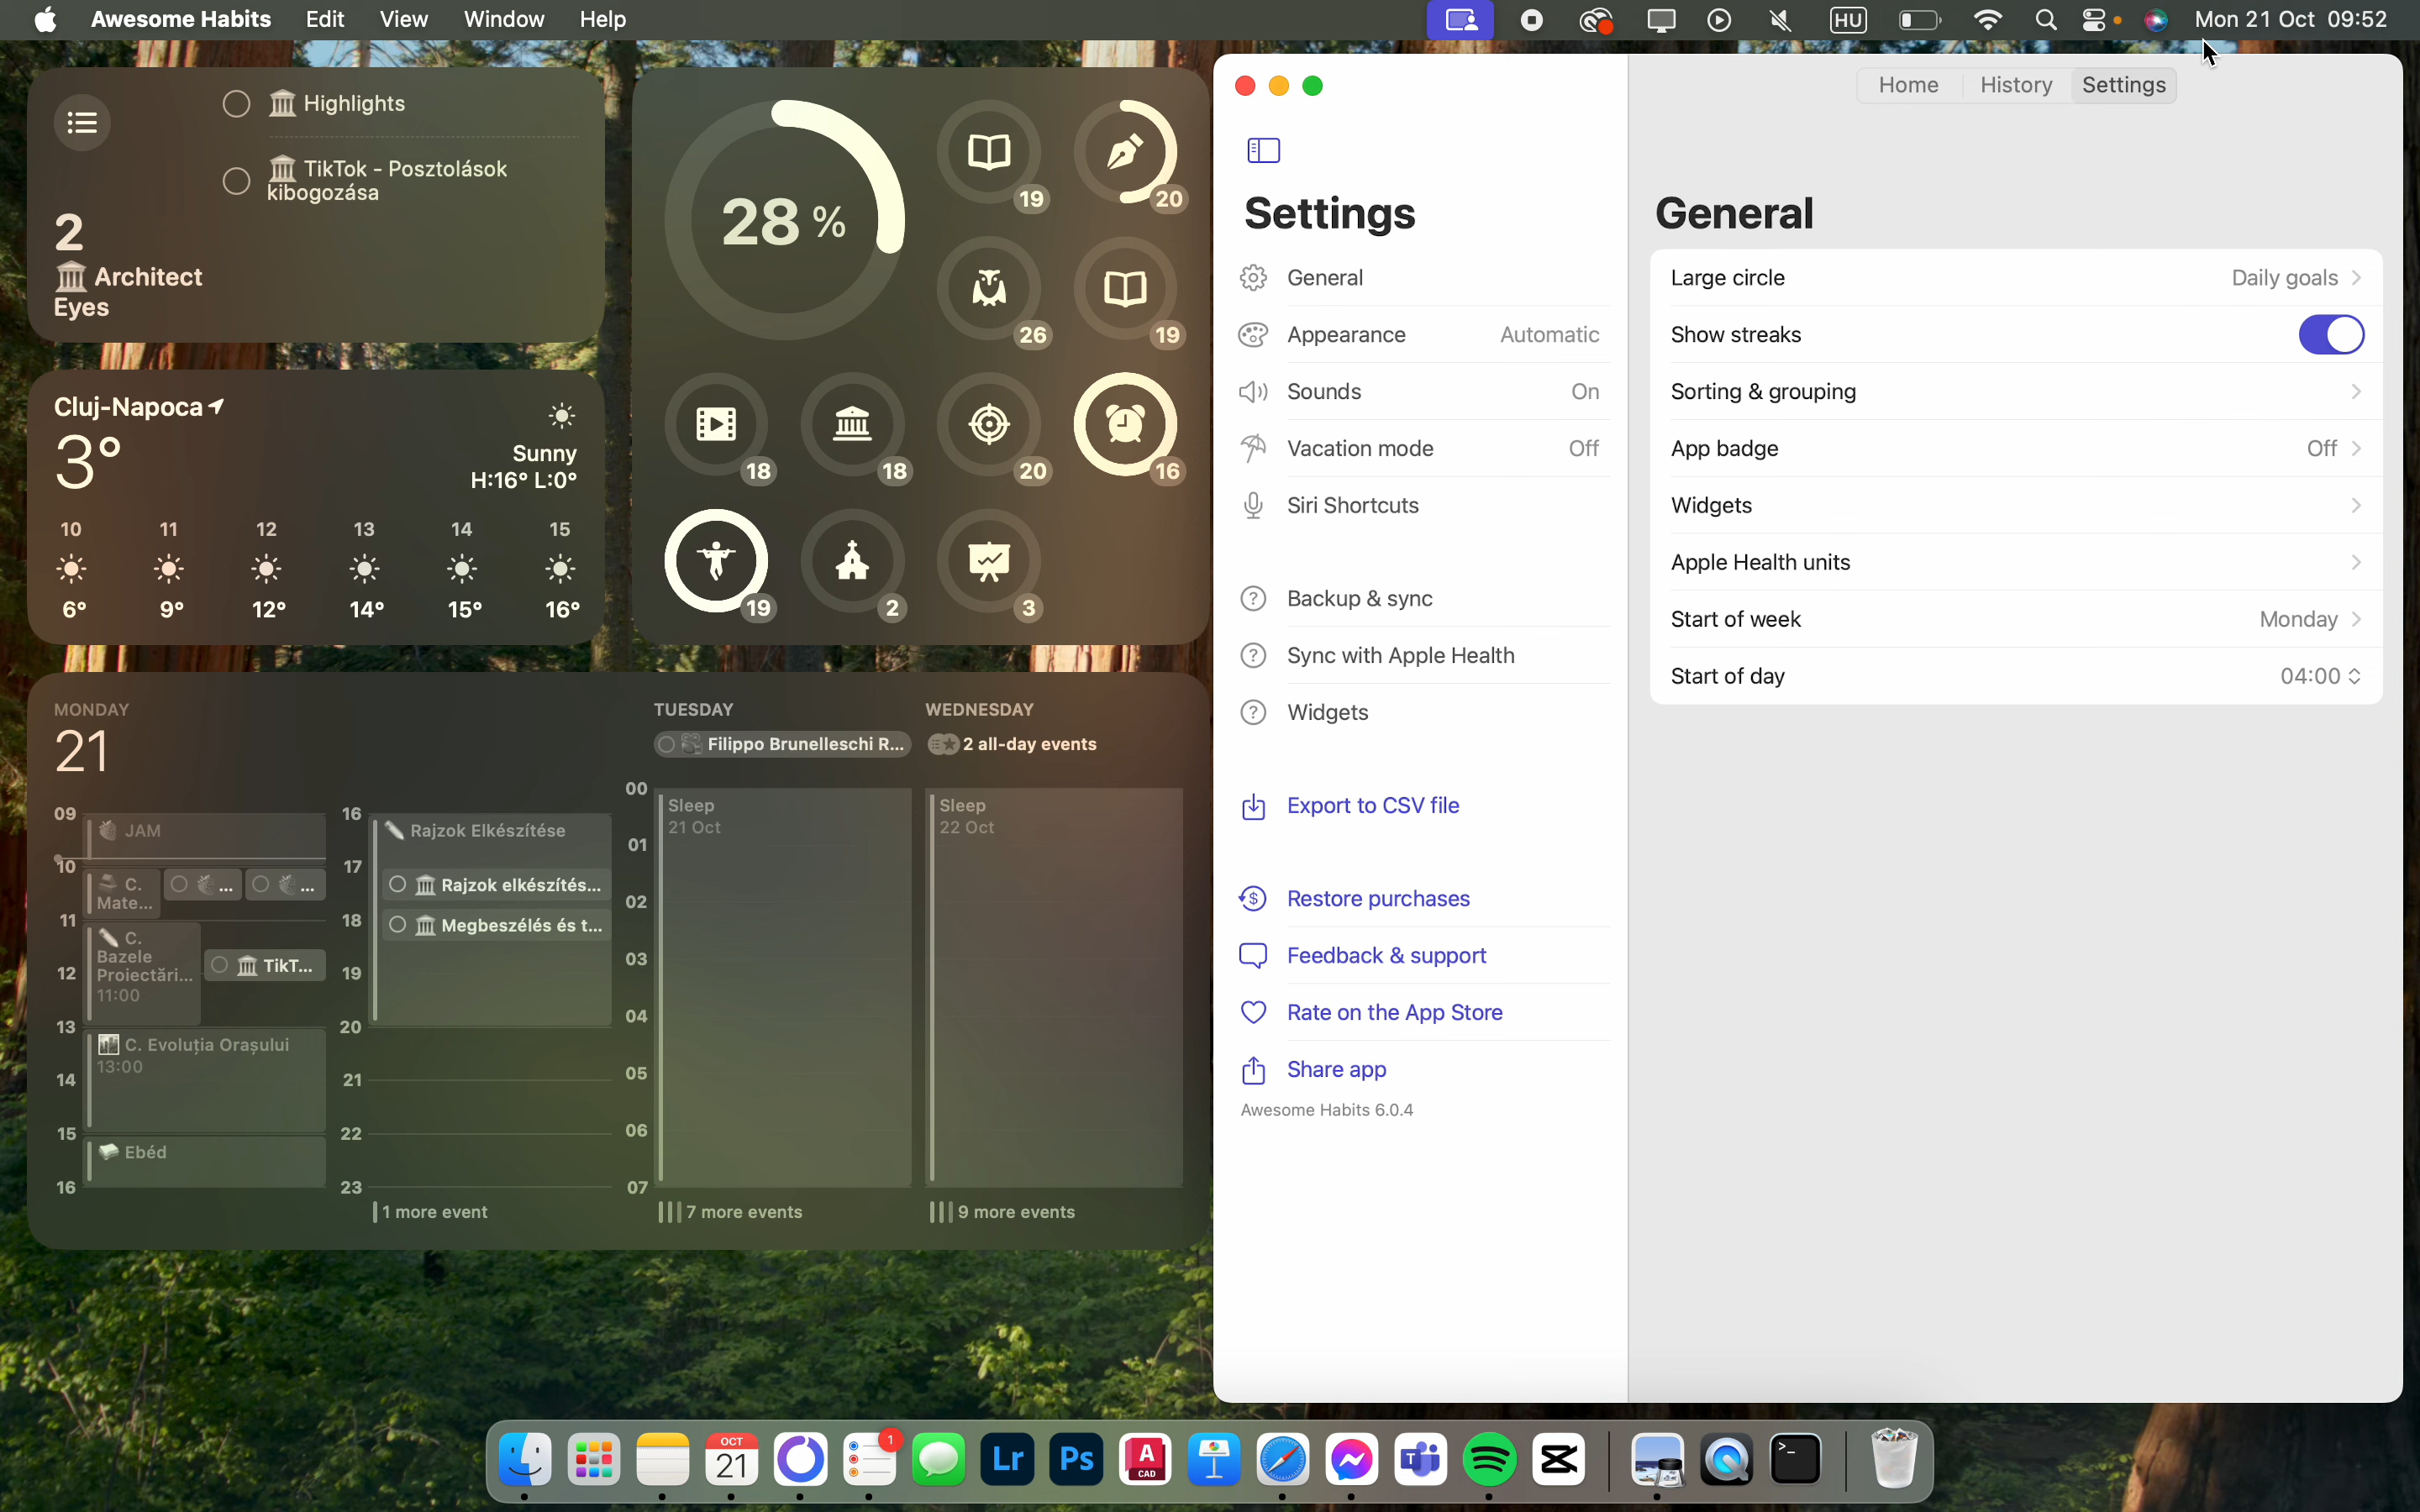 Awesome Habits Edit View Window Help
HU
Mon 21 Oct 09:52
Highlights
TikTok - Posztolások
kibogozása
2
Architect
Eyes
28 %
19
20
26
19
18
18
20
16
19
2
3
Cluj-Napoca
3°
Sunny
H:16° L:0°
10 11 12 13 14 15
6° 9° 12° 14° 15° 16°
MONDAY
21
09
10
11
12
13
14
15
16
JAM
C.
Mate...
...
...
C.
Bazele
Proiectări...
11:00
TikT...
C. Evoluția Orașului
13:00
Ebéd
16
17
18
19
20
21
22
23
Rajzok Elkészítése
Rajzok elkészítés...
Megbeszélés és t...
1 more event
TUESDAY
Filippo Brunelleschi R...
00
01
02
03
04
05
06
07
Sleep
21 Oct
7 more events
WEDNESDAY
2 all-day events
Sleep
22 Oct
9 more events
Settings
General
Appearance Automatic
Sounds On
Vacation mode Off
Siri Shortcuts
Backup & sync
Sync with Apple Health
Widgets
Export to CSV file
Restore purchases
Feedback & support
Rate on the App Store
Share app
Awesome Habits 6.0.4
Home History Settings
General
Large circle Daily goals
Show streaks
Sorting & grouping
App badge Off
Widgets
Apple Health units
Start of week Monday
Start of day 04:00
OCT
21
1
Lr
Ps
A
CAD
T
>_